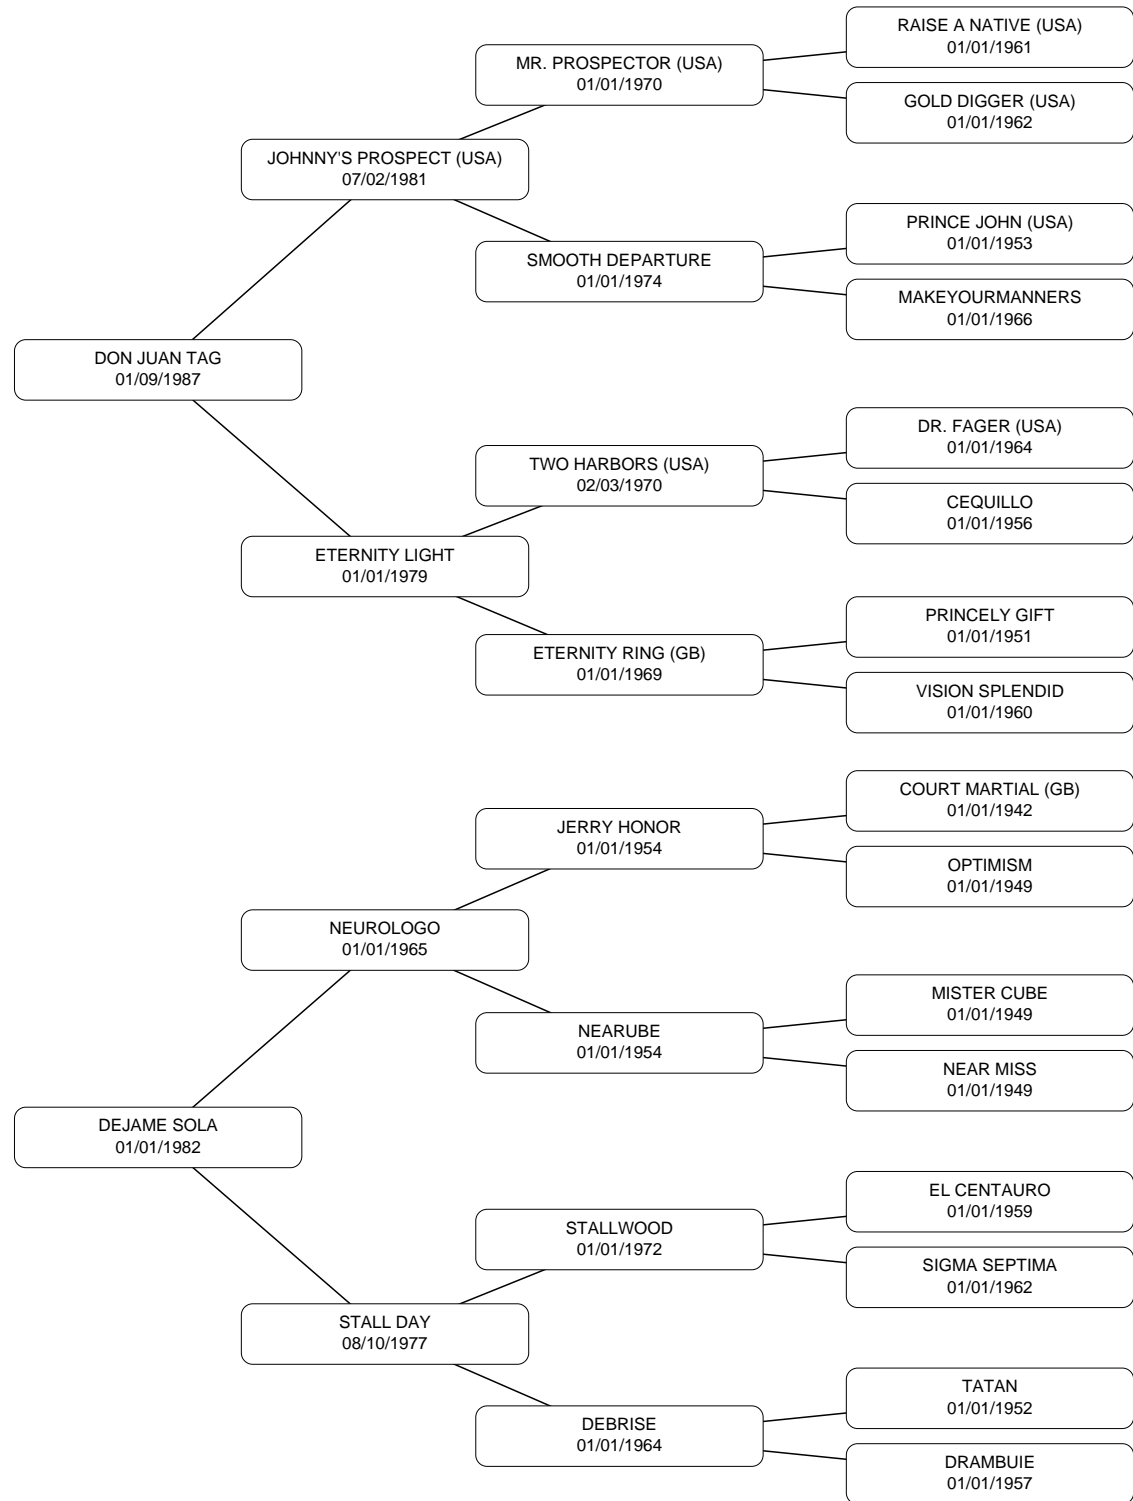 RAISE A NATIVE (USA)
01/01/1961
MR. PROSPECTOR (USA)
01/01/1970
GOLD DIGGER (USA)
01/01/1962
JOHNNY'S PROSPECT (USA)
07/02/1981
PRINCE JOHN (USA)
01/01/1953
SMOOTH DEPARTURE
01/01/1974
MAKEYOURMANNERS
01/01/1966
DON JUAN TAG
01/09/1987
DR. FAGER (USA)
01/01/1964
TWO HARBORS (USA)
02/03/1970
CEQUILLO
01/01/1956
ETERNITY LIGHT
01/01/1979
PRINCELY GIFT
01/01/1951
ETERNITY RING (GB)
01/01/1969
VISION SPLENDID
01/01/1960
COURT MARTIAL (GB)
01/01/1942
JERRY HONOR
01/01/1954
OPTIMISM
01/01/1949
NEUROLOGO
01/01/1965
MISTER CUBE
01/01/1949
NEARUBE
01/01/1954
NEAR MISS
01/01/1949
DEJAME SOLA
01/01/1982
EL CENTAURO
01/01/1959
STALLWOOD
01/01/1972
SIGMA SEPTIMA
01/01/1962
STALL DAY
08/10/1977
TATAN
01/01/1952
DEBRISE
01/01/1964
DRAMBUIE
01/01/1957